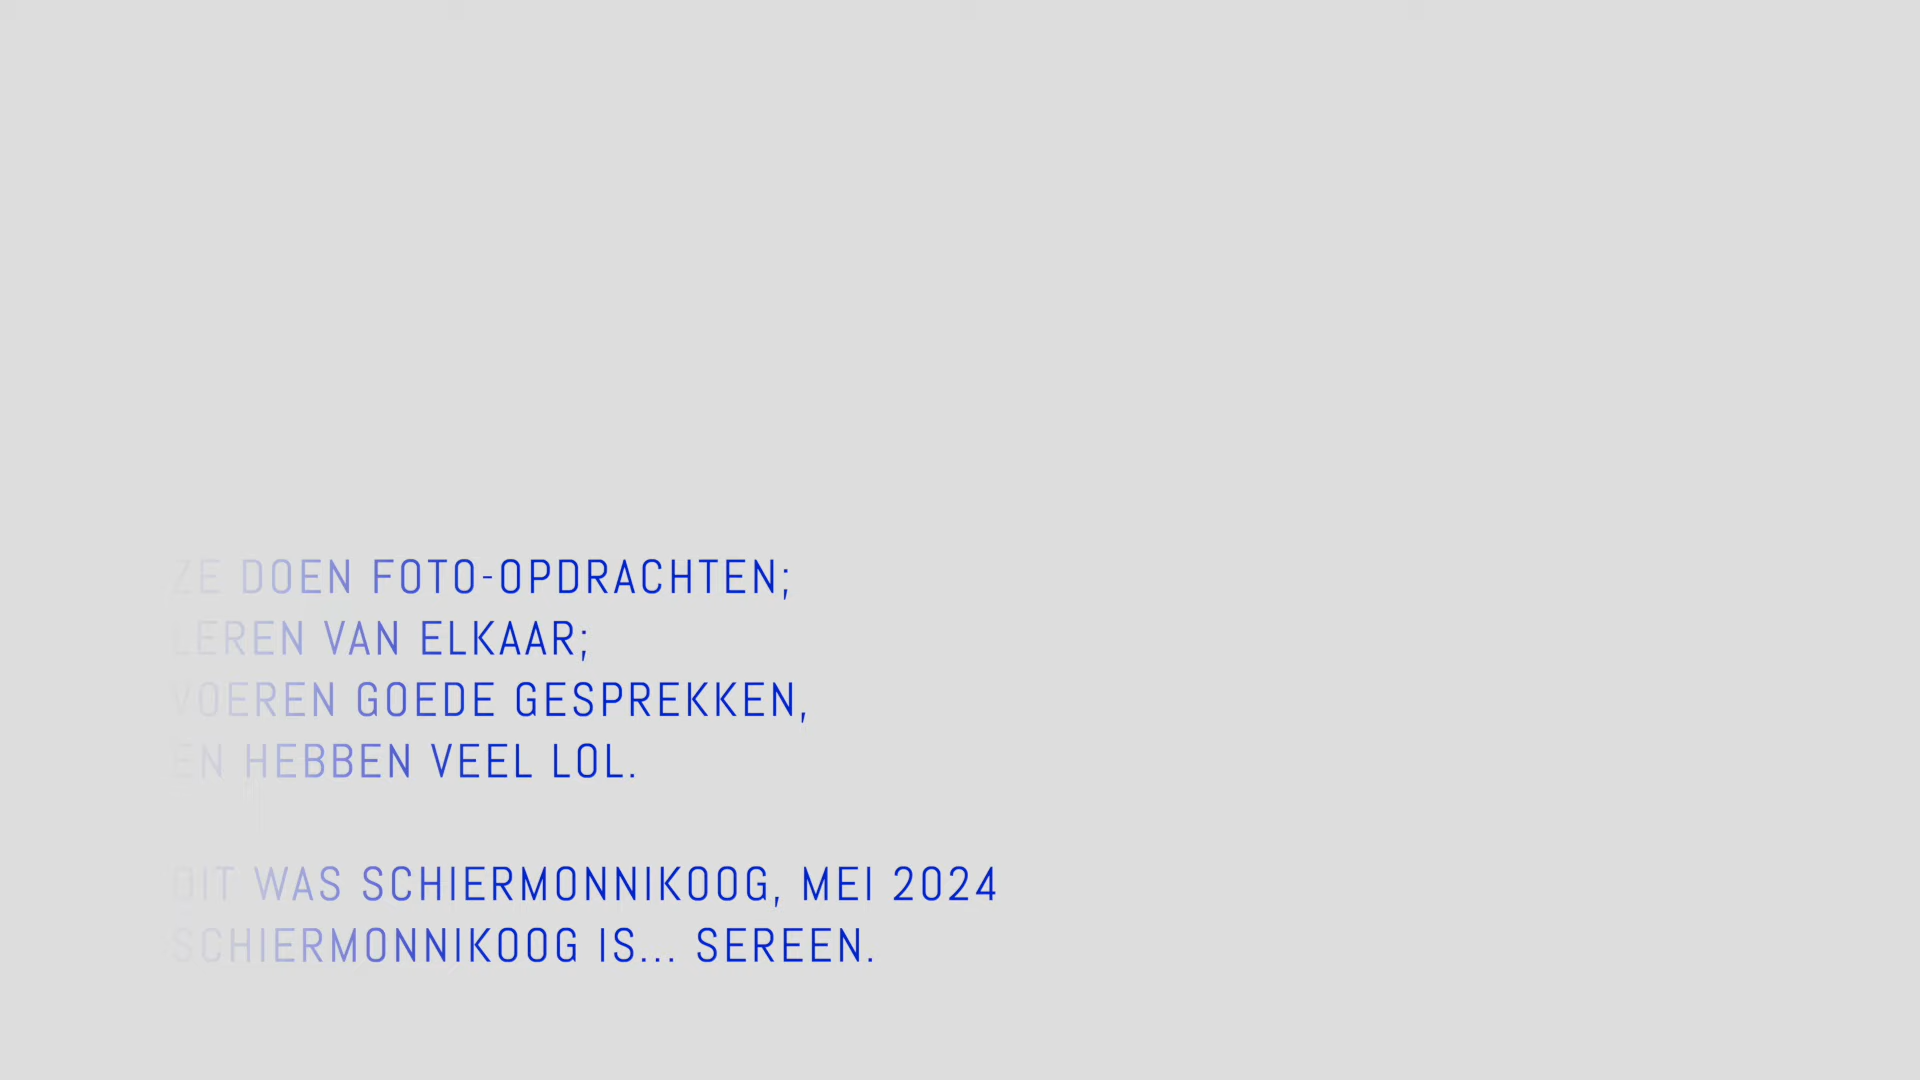 ZE DOEN FOTO-OPDRACHTEN;
LEREN VAN ELKAAR;
VOEREN GOEDE GESPREKKEN,
EN HEBBEN VEEL LOL.
DIT WAS SCHIERMONNIKOOG, MEI 2024
SCHIERMONNIKOOG IS... SEREEN.